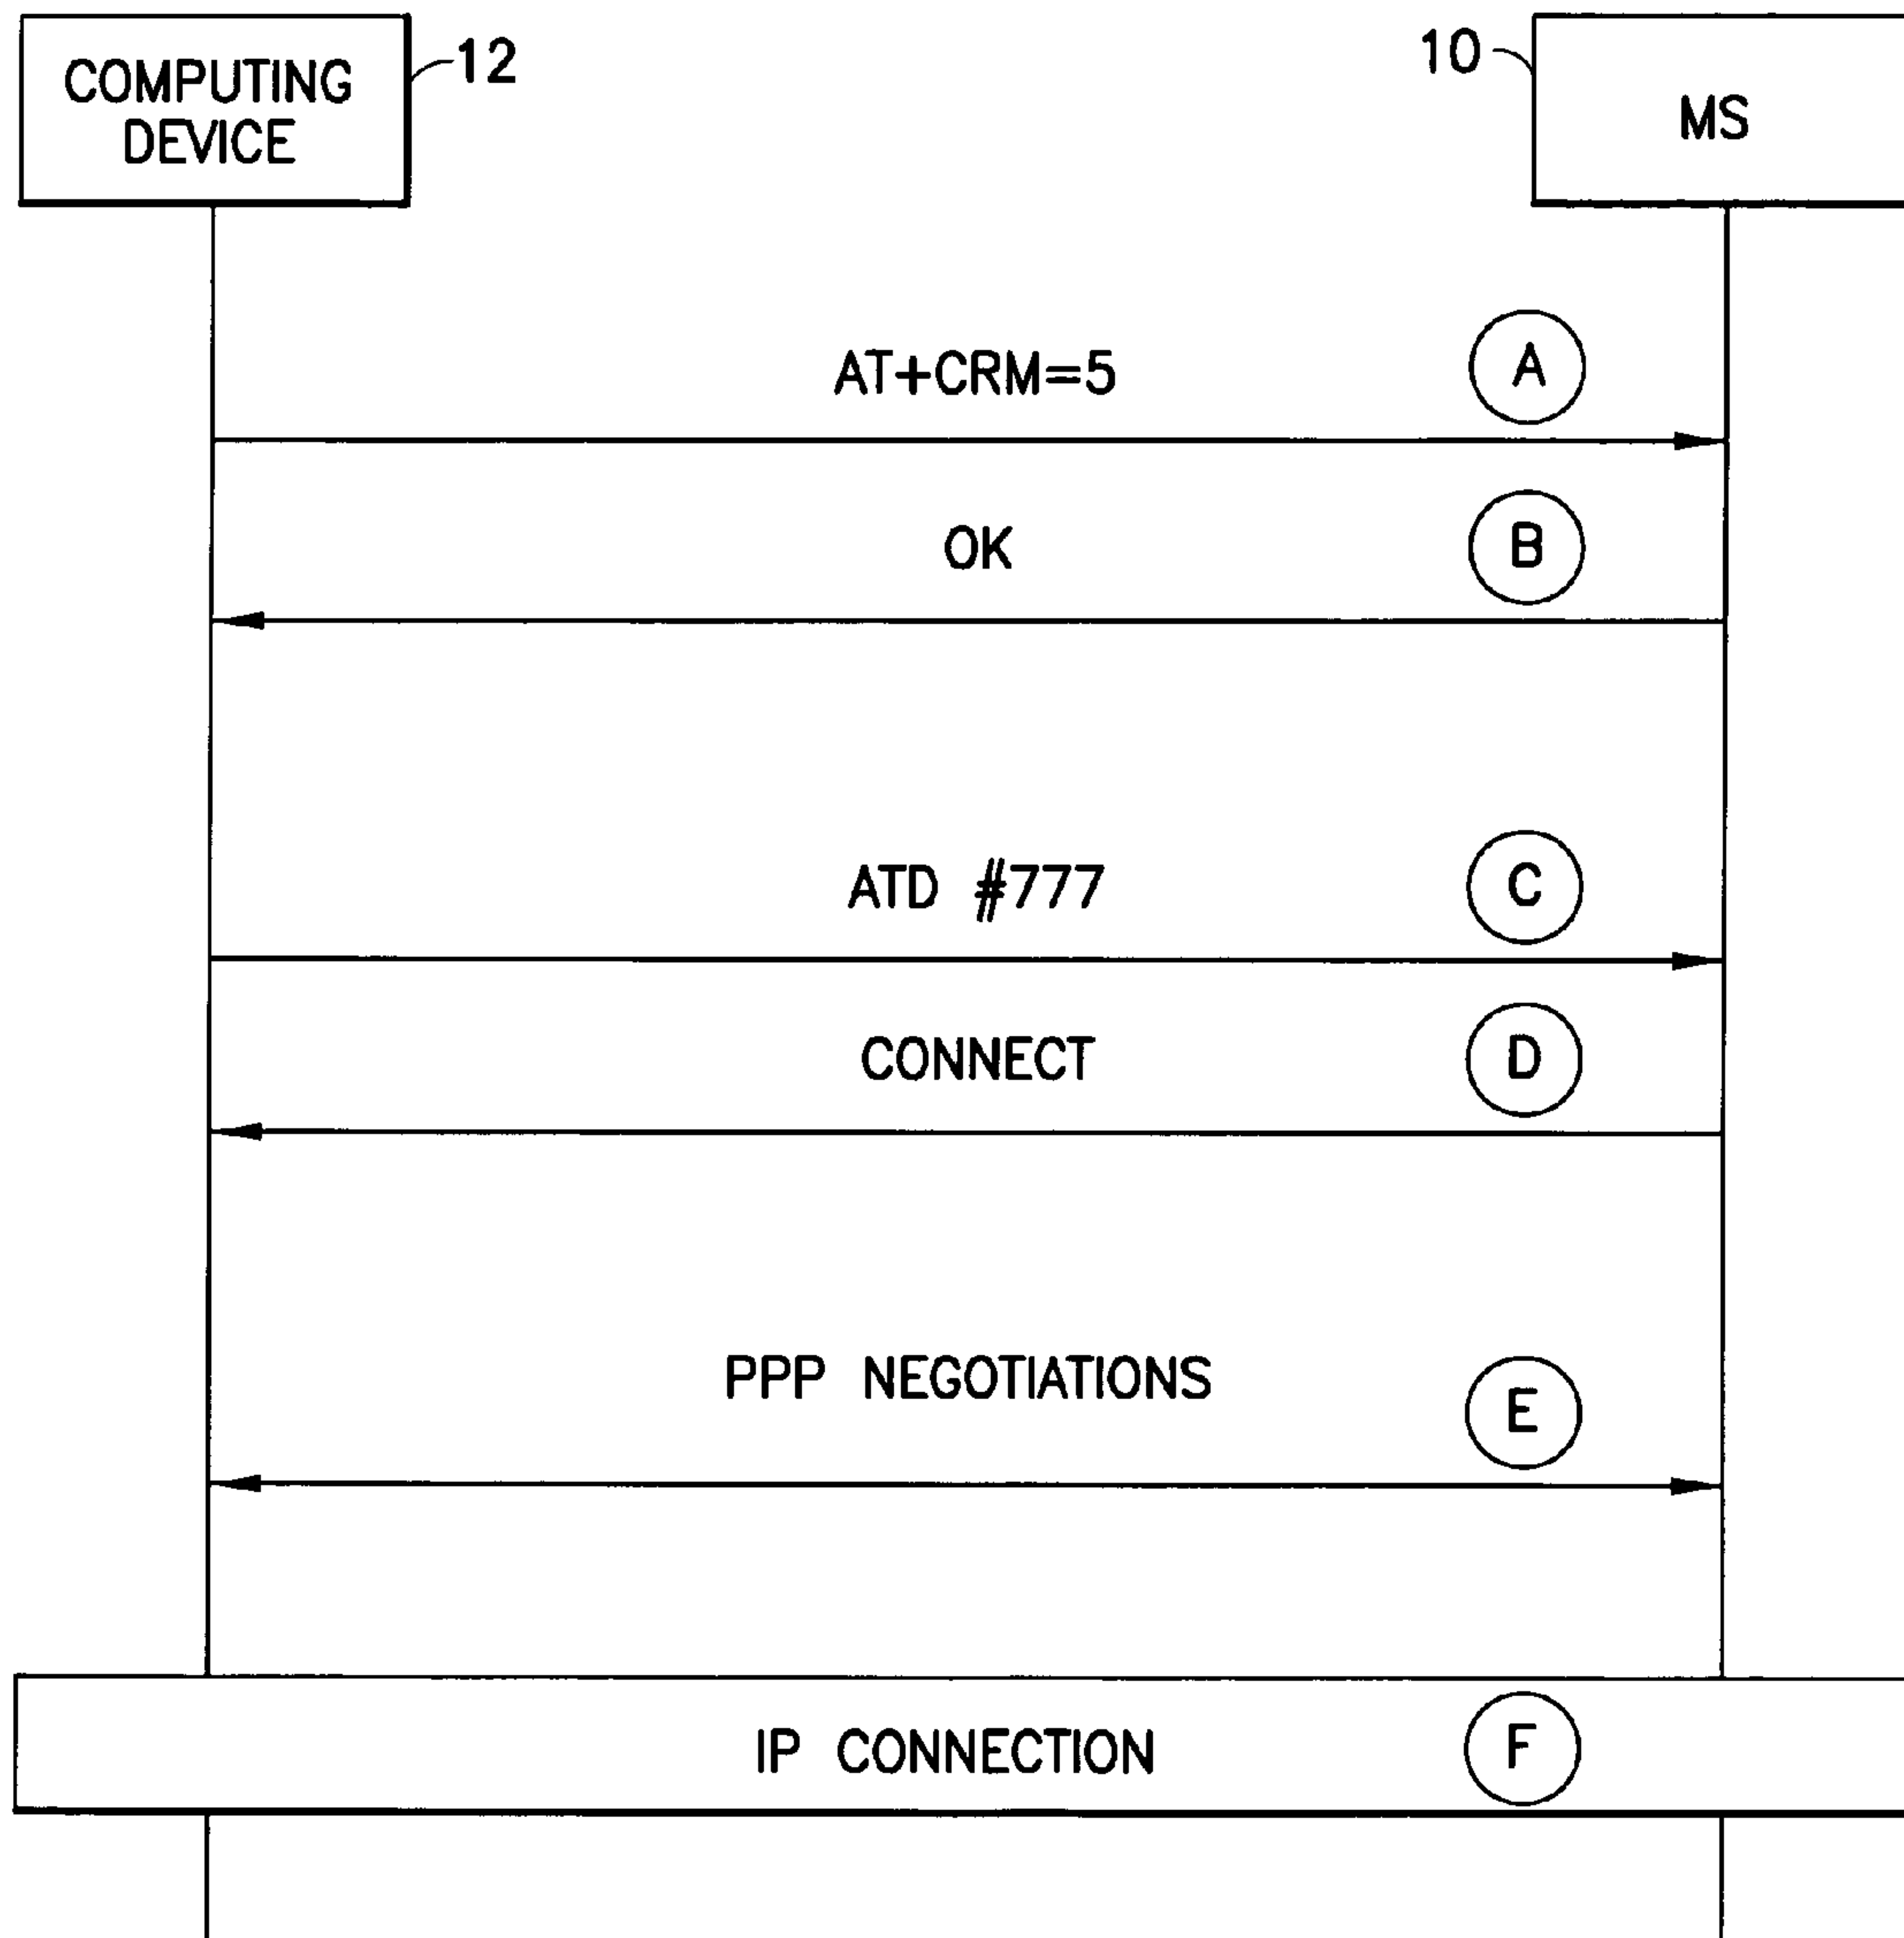 COMPUTING
DEVICE
12
10
MS
AT+CRM=5
A
OK
B
ATD #777
C
CONNECT
D
PPP NEGOTIATIONS
E
IP CONNECTION
F